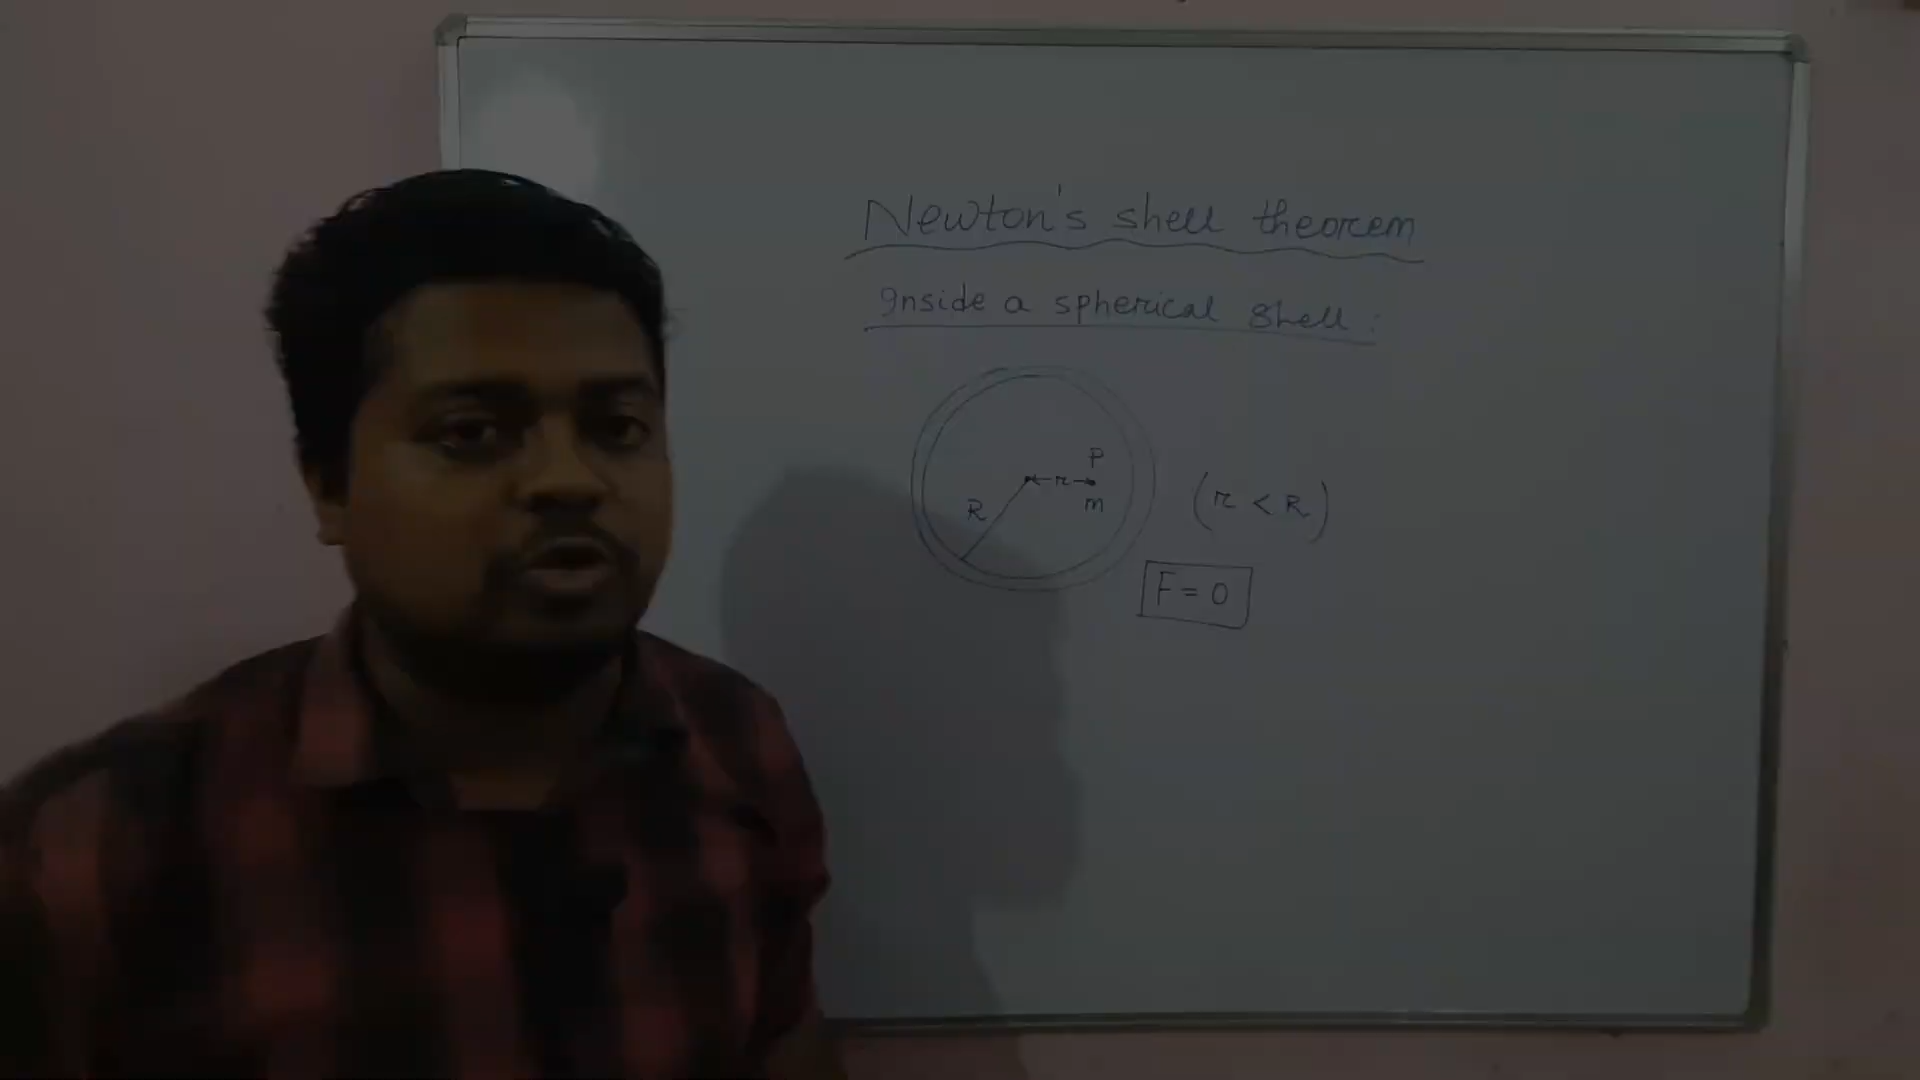 Newton's shell theorem
Inside a spherical shell:
P
r
R
m
(r < R)
F = 0